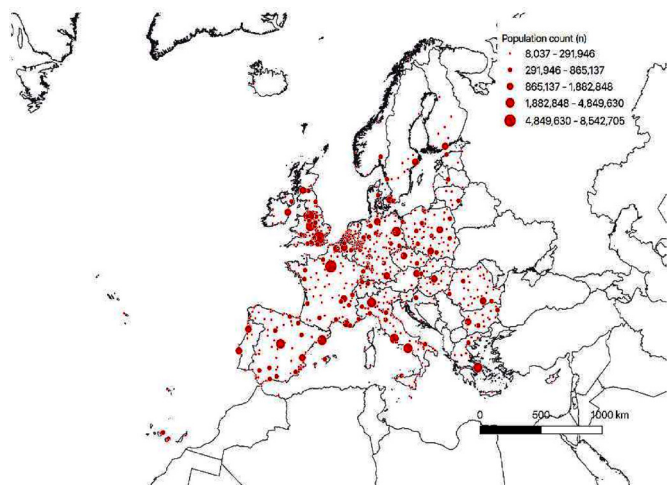 Population count (n)
8,037 - 291,946
291,946 - 865,137
865,137 - 1,882,848
1,882,848 - 4,849,630
4,849,630 - 8,542,705
0 500 1000 km